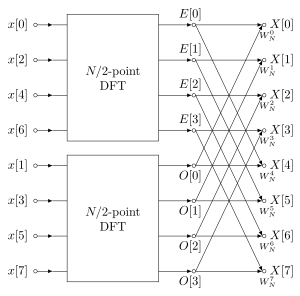 x[0] E[0] X[0]
W_N^0
x[2] E[1] X[1]
W_N^1
N/2-point
DFT
x[4] E[2] X[2]
W_N^2
x[6] E[3] X[3]
W_N^3
x[1] O[0] X[4]
W_N^4
x[3] O[1] X[5]
W_N^5
N/2-point
DFT
x[5] O[2] X[6]
W_N^6
x[7] O[3] X[7]
W_N^7